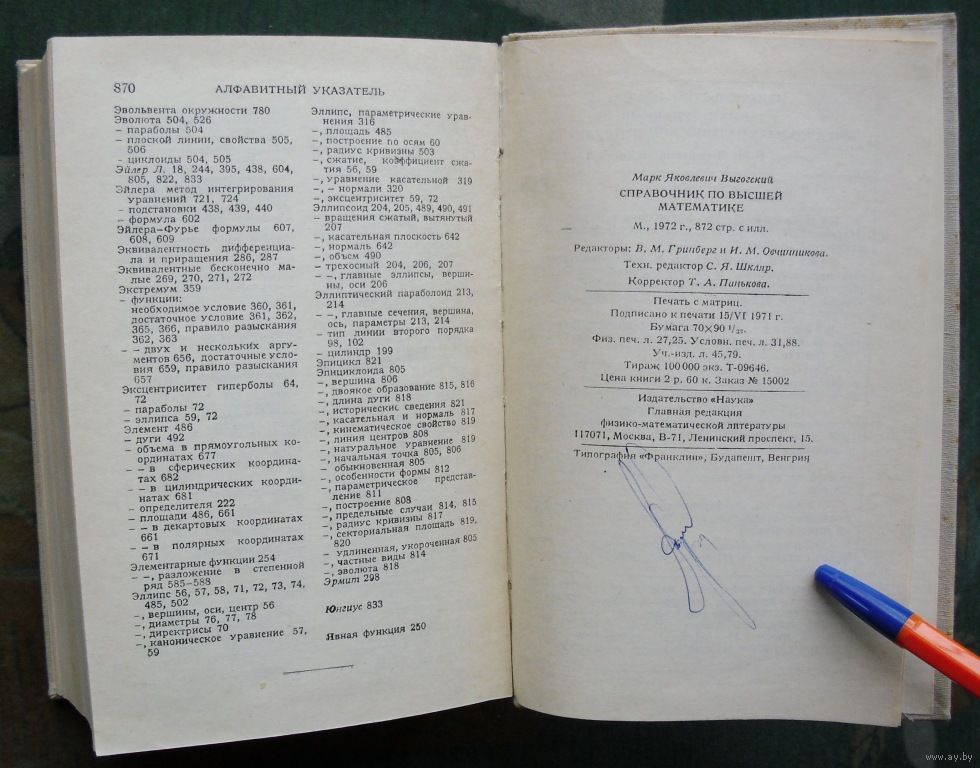 870 АЛФАВИТНЫЙ УКАЗАТЕЛЬ
Эвольвента окружности 780
Эволюта 504, 526
– параболы 504
– плоской линии, свойства 505,
506
– циклоиды 504, 505
Эйлер Л. 18, 244, 395, 438, 604,
805, 822, 833
Эйлера метод интегрирования
уравнений 721, 724
– подстановки 438, 439, 440
– формула 602
Эйлера–Фурье формулы 607,
608, 609
Эквивалентность дифференциа-
ла и приращения 286, 287
Эквивалентные бесконечно ма-
лые 269, 270, 271, 272
Экстремум 359
– функции:
необходимое условие 360, 361,
достаточное условие 361, 362,
365, 366, правило разыскания
362, 363
– – двух и нескольких аргу-
ментов 656, достаточные усло-
вия 659, правило разыскания
657
Эксцентриситет гиперболы 64,
72
– параболы 72
– эллипса 59, 72
Элемент 486
– дуги 492
– объема в прямоугольных ко-
ординатах 677
– – в сферических координа-
тах 682
– – в цилиндрических коорди-
натах 681
– определителя 222
– площади 486, 661
– – в декартовых координатах
661
– – в полярных координатах
671
Элементарные функции 254
– –, разложение в степенной
ряд 585–588
Эллипс 56, 57, 58, 71, 72, 73, 74,
485, 502
–, вершины, оси, центр 56
–, диаметры 76, 77, 78
–, директрисы 70
–, каноническое уравнение 57,
59
Эллипс, параметрические урав-
нения 316
–, площадь 485
–, построение по осям 60
–, радиус кривизны 503
–, сжатие, коэффициент сжа-
тия 56, 59
–, уравнение касательной 319
–, – нормали 320
–, эксцентриситет 59, 72
Эллипсоид 204, 205, 489, 490, 491
– вращения сжатый, вытянутый
207
–, касательная плоскость 642
–, нормаль 642
–, объем 490
– трехосный 204, 206, 207
– –, главные эллипсы, верши-
ны, оси 206
Эллиптический параболоид 213,
214
– –, главные сечения, вершина,
ось, параметры 213, 214
– тип линии второго порядка
98, 102
– цилиндр 199
Эпицикл 821
Эпициклоида 805
–, вершина 806
–, двоякое образование 815, 816
–, длина дуги 818
–, исторические сведения 821
–, касательная и нормаль 817
–, кинематическое свойство 819
–, линия центров 808
–, натуральное уравнение 819
–, начальная точка 805, 806
– обыкновенная 805
–, особенности формы 812
–, параметрическое представ-
ление 811
–, построение 808
–, предельные случаи 814, 815
–, радиус кривизны 817
–, секториальная площадь 819,
820
– удлиненная, укороченная 805
–, частные виды 814
–, эволюта 818
Эрмит 298
Юнгиус 833
Явная функция 250
Марк Яковлевич Выгодский
СПРАВОЧНИК ПО ВЫСШЕЙ
МАТЕМАТИКЕ
М., 1972 г., 872 стр. с илл.
Редакторы: В. М. Гринберг и И. М. Овчинникова.
Техн. редактор С. Я. Шкляр.
Корректор Т. А. Панькова.
Печать с матриц.
Подписано к печати 15/VI 1971 г.
Бумага 70×90 1/32.
Физ. печ. л. 27,25. Условн. печ. л. 31,88.
Уч.-изд. л. 45,79.
Тираж 100 000 экз. Т-09646.
Цена книги 2 р. 60 к. Заказ № 15002
Издательство «Наука»
Главная редакция
физико-математической литературы
117071, Москва, В-71, Ленинский проспект, 15.
Типография «Франклин», Будапешт, Венгрия
www.ay.by